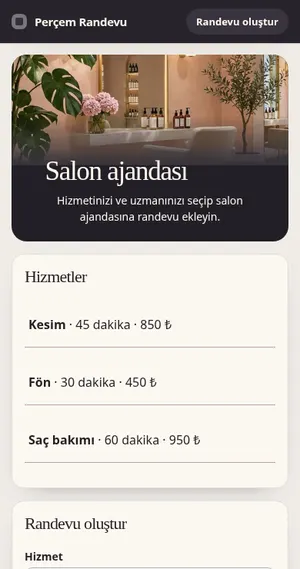 Perçem Randevu
Randevu oluştur
Salon ajandası
Hizmetinizi ve uzmanınızı seçip salon
ajandasına randevu ekleyin.
Hizmetler
Kesim · 45 dakika · 850 ₺
Fön · 30 dakika · 450 ₺
Saç bakımı · 60 dakika · 950 ₺
Randevu oluştur
Hizmet